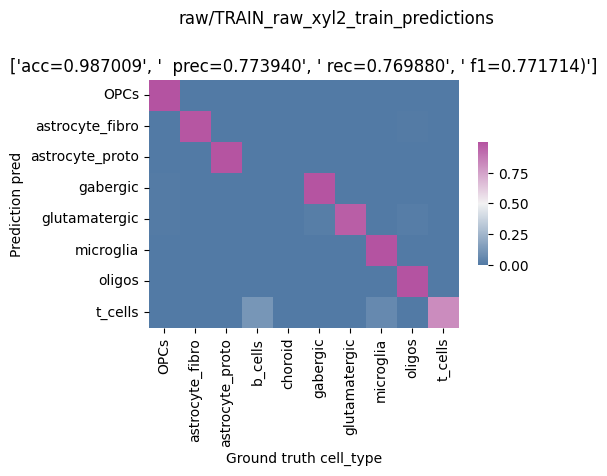 raw/TRAIN_raw_xyl2_train_predictions
['acc=0.987009', '  prec=0.773940', ' rec=0.769880', ' f1=0.771714)']
OPCs
astrocyte_fibro
astrocyte_proto
gabergic
glutamatergic
microglia
oligos
t_cells
Prediction pred
0.75
0.50
0.25
0.00
OPCs
astrocyte_fibro
astrocyte_proto
b_cells
choroid
gabergic
glutamatergic
microglia
oligos
t_cells
Ground truth cell_type